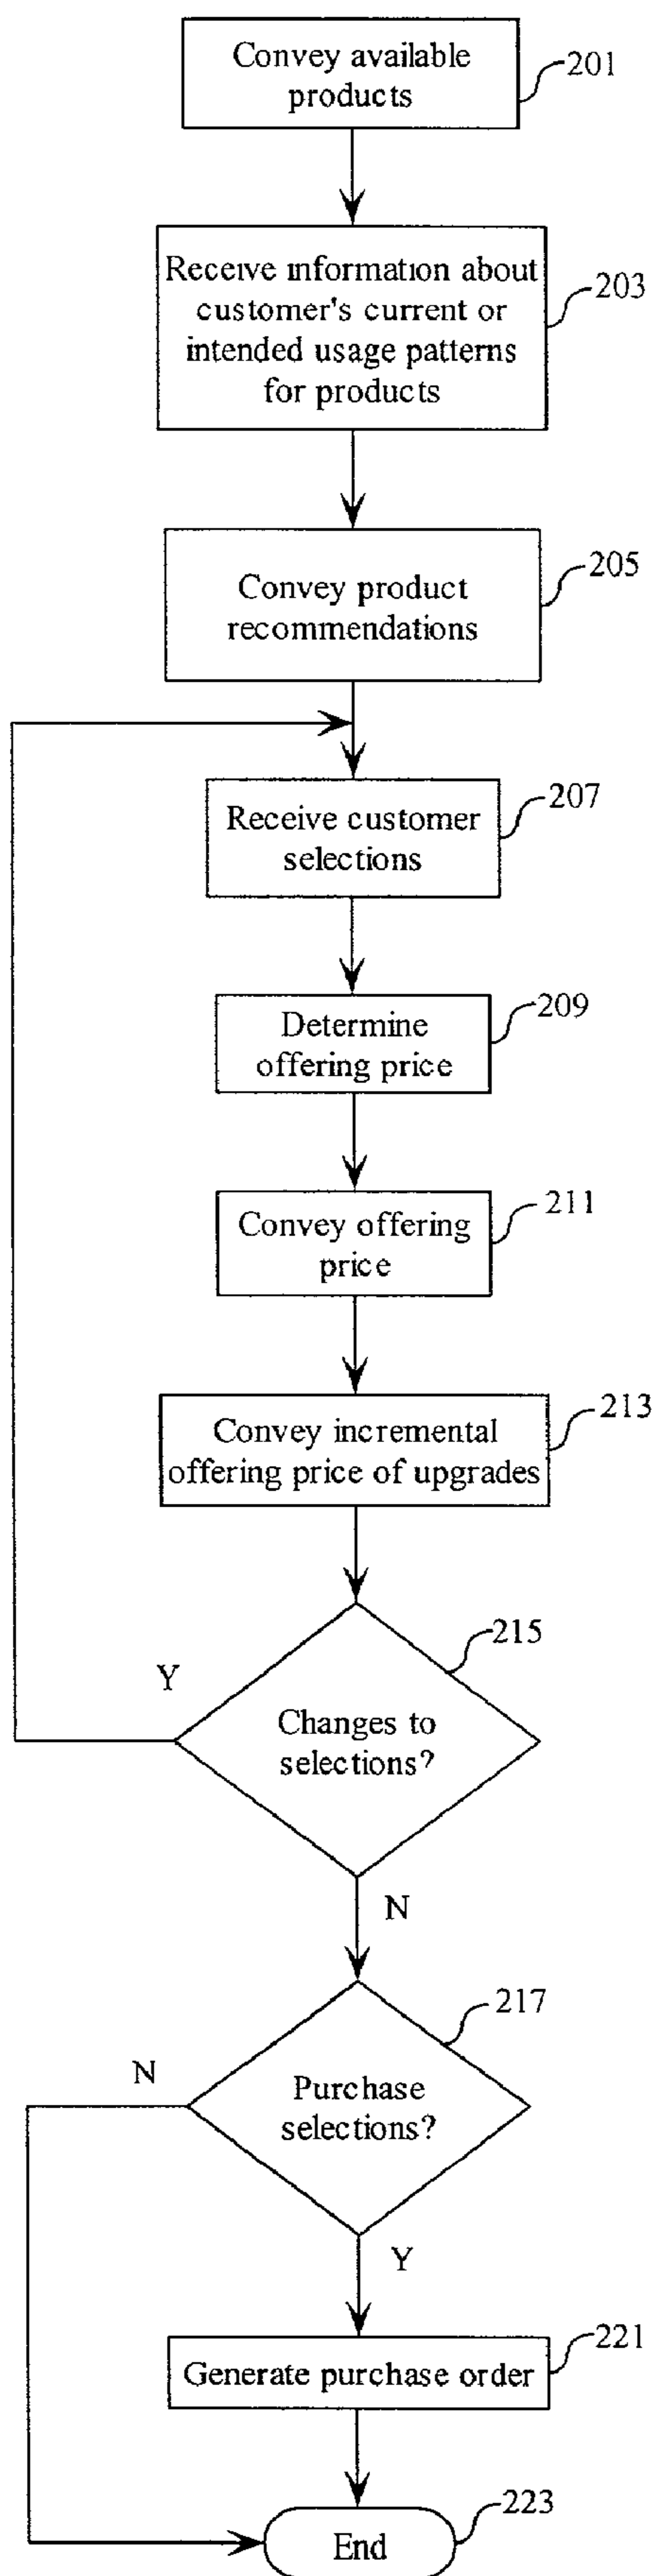 Convey available
products
201
Receive information about
customer's current or
intended usage patterns
for products
203
Convey product
recommendations
205
Receive customer
selections
207
Determine
offering price
209
Convey offering
price
211
Convey incremental
offering price of upgrades
213
Changes to
selections?
215
Y
N
Purchase
selections?
217
N
Y
Generate purchase order
221
End
223